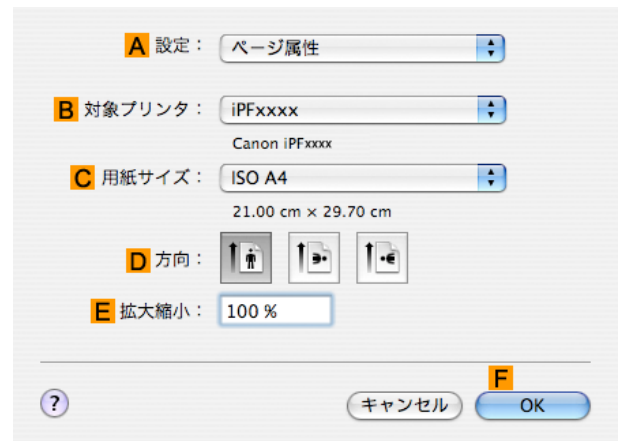 A 設定： ページ属性
B 対象プリンタ： iPFxxxx
Canon iPFxxxx
C 用紙サイズ： ISO A4
21.00 cm × 29.70 cm
D 方向：
E 拡大縮小： 100 %
F
? キャンセル OK